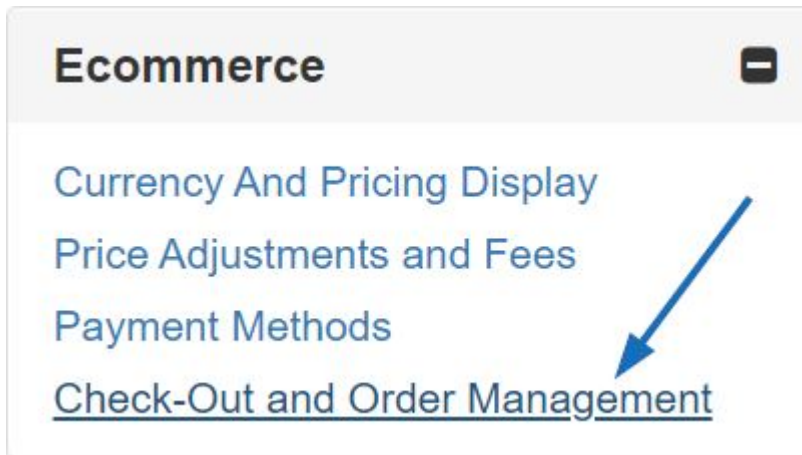 Ecommerce
Currency And Pricing Display
Price Adjustments and Fees
Payment Methods
Check-Out and Order Management